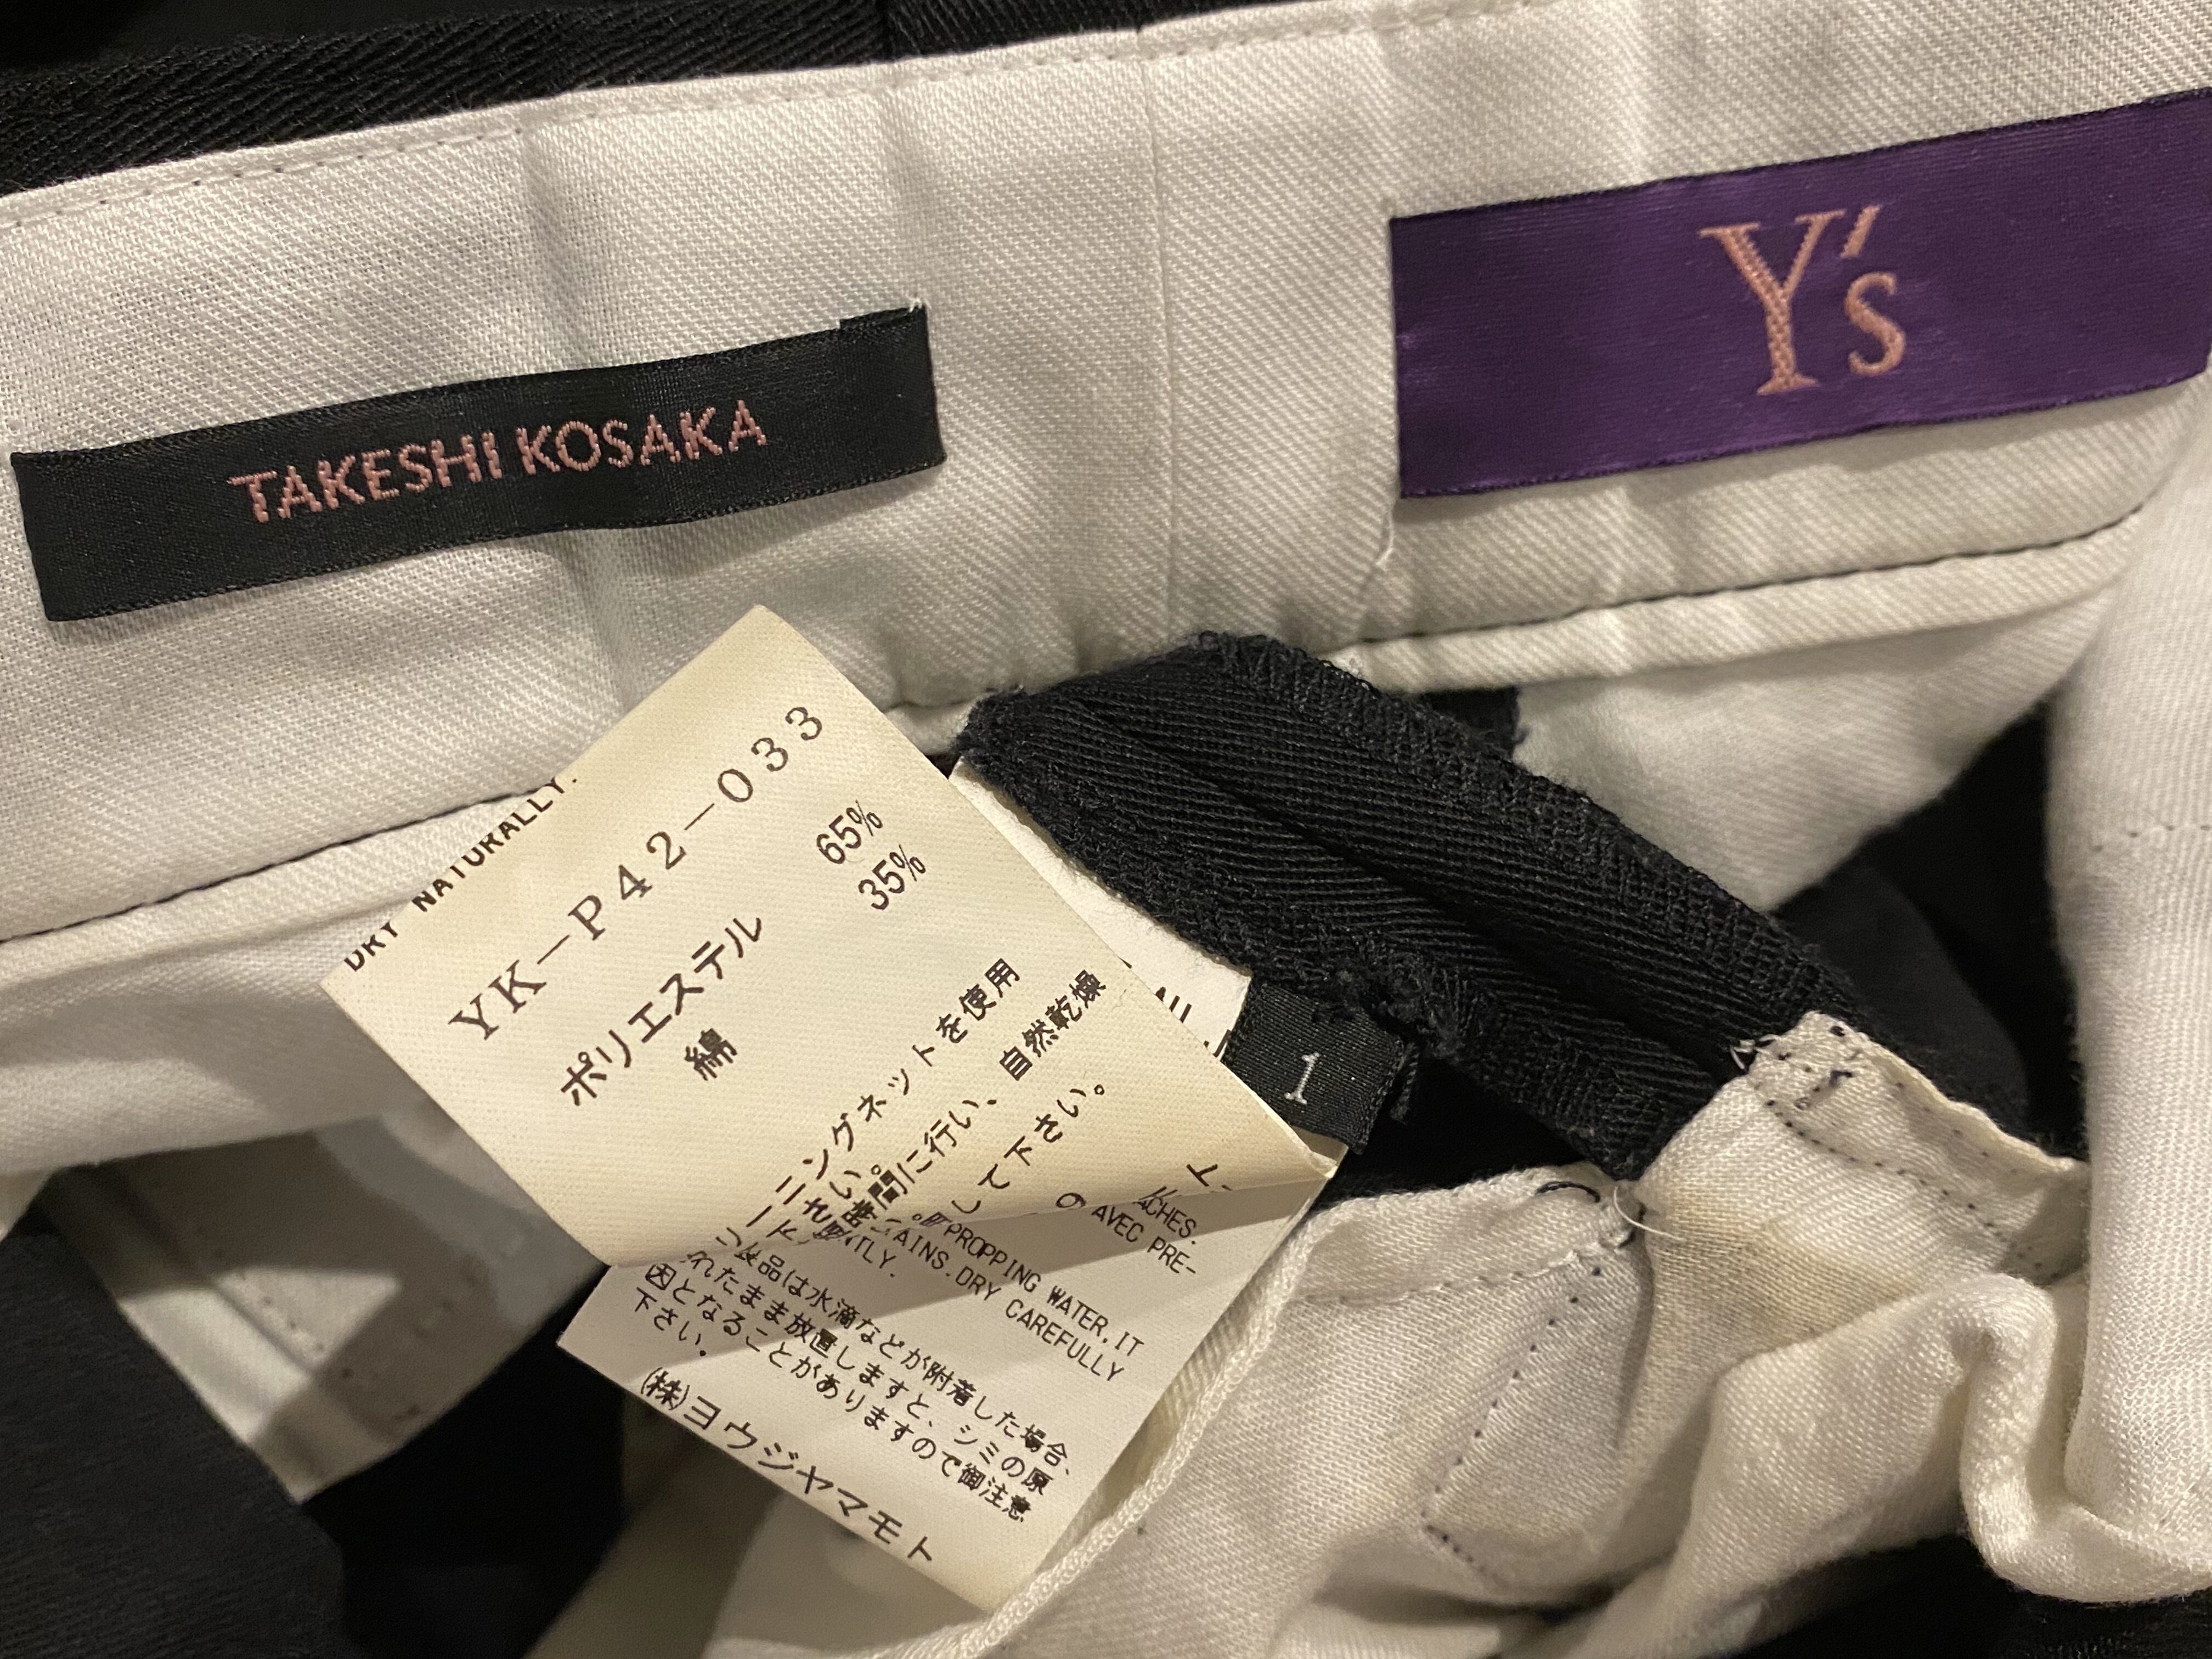 TAKESHI KOSAKA
Y's
DRY NATURALLY.
YK-P42-033
ポリエステル 65%
綿 35%
ニングネットを使用
に行い、自然乾燥
して下さい。
1
ACHES.
AVEC PRE-
PROPPING WATER, IT
AINS. DRY CAREFULLY
NTLY.
製品は水滴などが附着した場合、
れたまま放置しますと、シミの原
因となることがありますので御注意
下さい。
(株)ヨウジヤマモト